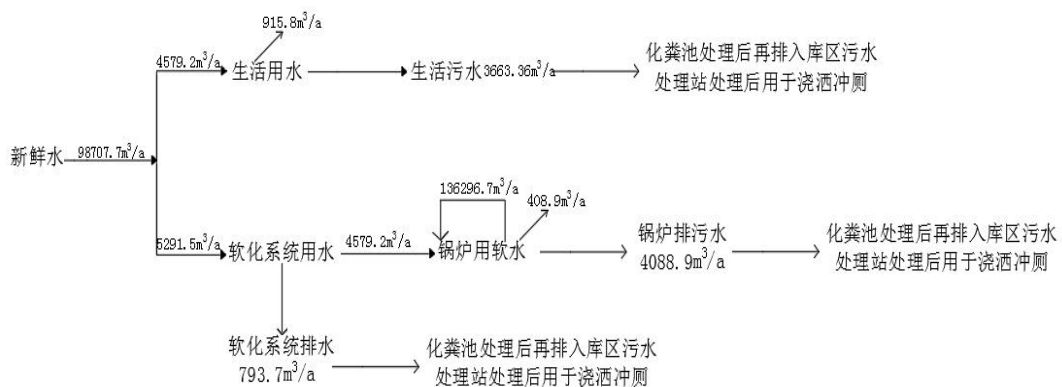 915.8m³/a
4579.2m³/a
生活用水
生活污水3663.36m³/a
化粪池处理后再排入库区污水
处理站处理后用于浇洒冲厕
新鲜水
98707.7m³/a
136296.7m³/a
408.9m³/a
5291.5m³/a
软化系统用水
4579.2m³/a
锅炉用软水
锅炉排污水
4088.9m³/a
化粪池处理后再排入库区污水
处理站处理后用于浇洒冲厕
软化系统排水
793.7m³/a
化粪池处理后再排入库区污水
处理站处理后用于浇洒冲厕